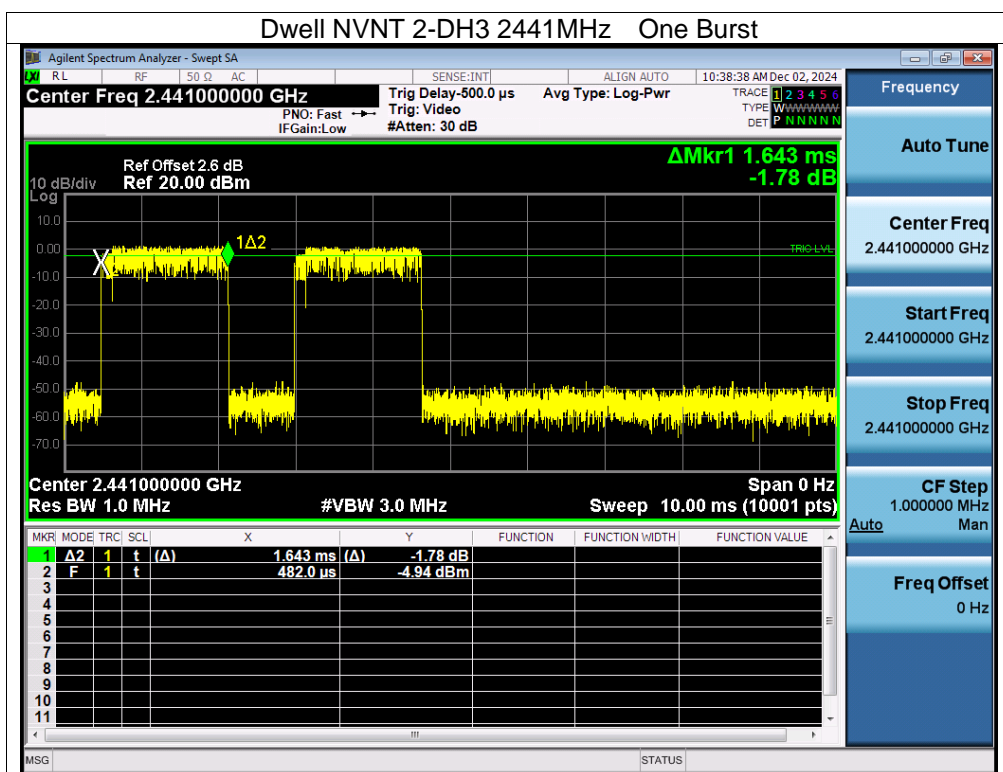 Dwell NVNT 2-DH3 2441MHz One Burst
Agilent Spectrum Analyzer - Swept SA
LXI RL RF 50 Ω AC SENSE:INT ALIGN AUTO 10:38:38 AM Dec 02, 2024
Center Freq 2.441000000 GHz
PNO: Fast
IFGain:Low
Trig Delay-500.0 µs
Trig: Video
#Atten: 30 dB
Avg Type: Log-Pwr
TRACE 1 2 3 4 5 6
TYPE WWWWWWW
DET P N N N N N
Ref Offset 2.6 dB
10 dB/div Ref 20.00 dBm
Log
ΔMkr1 1.643 ms
-1.78 dB
10.0
0.00
-10.0
-20.0
-30.0
-40.0
-50.0
-60.0
-70.0
1Δ2
TRIG LVL
Center 2.441000000 GHz Span 0 Hz
Res BW 1.0 MHz #VBW 3.0 MHz Sweep 10.00 ms (10001 pts)
MKR MODE TRC SCL X Y FUNCTION FUNCTION WIDTH FUNCTION VALUE
1 Δ2 1 t (Δ) 1.643 ms (Δ) -1.78 dB
2 F 1 t 482.0 µs -4.94 dBm
3
4
5
6
7
8
9
10
11
MSG STATUS
Frequency
Auto Tune
Center Freq
2.441000000 GHz
Start Freq
2.441000000 GHz
Stop Freq
2.441000000 GHz
CF Step
1.000000 MHz
Auto Man
Freq Offset
0 Hz